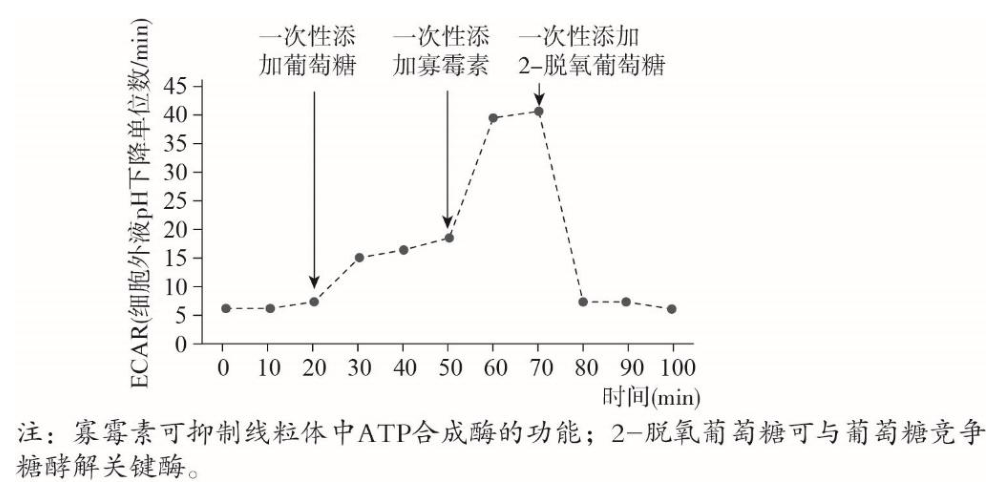 一次性添
加葡萄糖
一次性添
加寡霉素
一次性添加
2-脱氧葡萄糖
ECAR(细胞外液pH下降单位数/min)
45
40
35
30
25
20
15
10
5
0
0 10 20 30 40 50 60 70 80 90 100
时间(min)
注：寡霉素可抑制线粒体中ATP合成酶的功能；2-脱氧葡萄糖可与葡萄糖竞争
糖酵解关键酶。